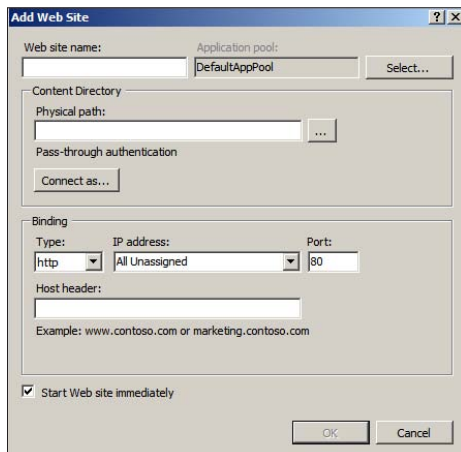 Add Web Site
Web site name:
Application pool:
DefaultAppPool
Select...
Content Directory
Physical path:
...
Pass-through authentication
Connect as...
Binding
Type:
IP address:
Port:
http
All Unassigned
80
Host header:
Example: www.contoso.com or marketing.contoso.com
Start Web site immediately
OK
Cancel